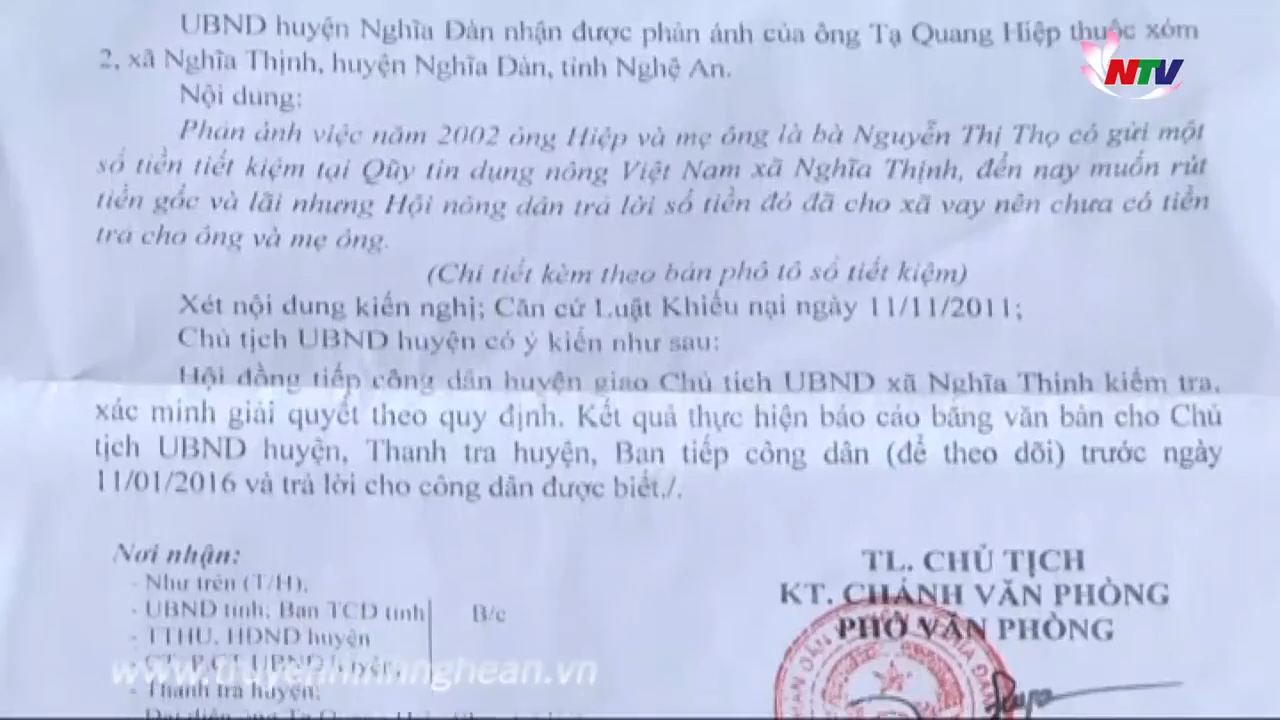 UBND huyện Nghĩa Đàn nhận được phản ánh của ông Tạ Quang Hiệp thuộc xóm
2, xã Nghĩa Thịnh, huyện Nghĩa Đàn, tỉnh Nghệ An.
NTV
Nội dung:
Phản ánh việc năm 2002 ông Hiệp và mẹ ông là bà Nguyễn Thị Thọ có gửi một
số tiền tiết kiệm tại Qũy tín dụng nông Việt Nam xã Nghĩa Thịnh, đến nay muốn rút
tiền gốc và lãi nhưng Hội nông dân trả lời số tiền đó đã cho xã vay nên chưa có tiền
trả cho ông và mẹ ông.
(Chi tiết kèm theo bản phô tô sổ tiết kiệm)
Xét nội dung kiến nghị; Căn cứ Luật Khiếu nại ngày 11/11/2011;
Chủ tịch UBND huyện có ý kiến như sau:
Hội đồng tiếp công dân huyện giao Chủ tịch UBND xã Nghĩa Thịnh kiểm tra,
xác minh giải quyết theo quy định. Kết quả thực hiện báo cáo bằng văn bản cho Chủ
tịch UBND huyện, Thanh tra huyện, Ban tiếp công dân (để theo dõi) trước ngày
11/01/2016 và trả lời cho công dân được biết./.
Nơi nhận:
- Như trên (T/H);
- UBND tỉnh; Ban TCD tỉnh
- TTHU, HĐND huyện
B/c
- CT, P.CT UBND huyện
- Thanh tra huyện;
TL. CHỦ TỊCH
KT. CHÁNH VĂN PHÒNG
PHÓ VĂN PHÒNG
www.truyenhinhnghean.vn